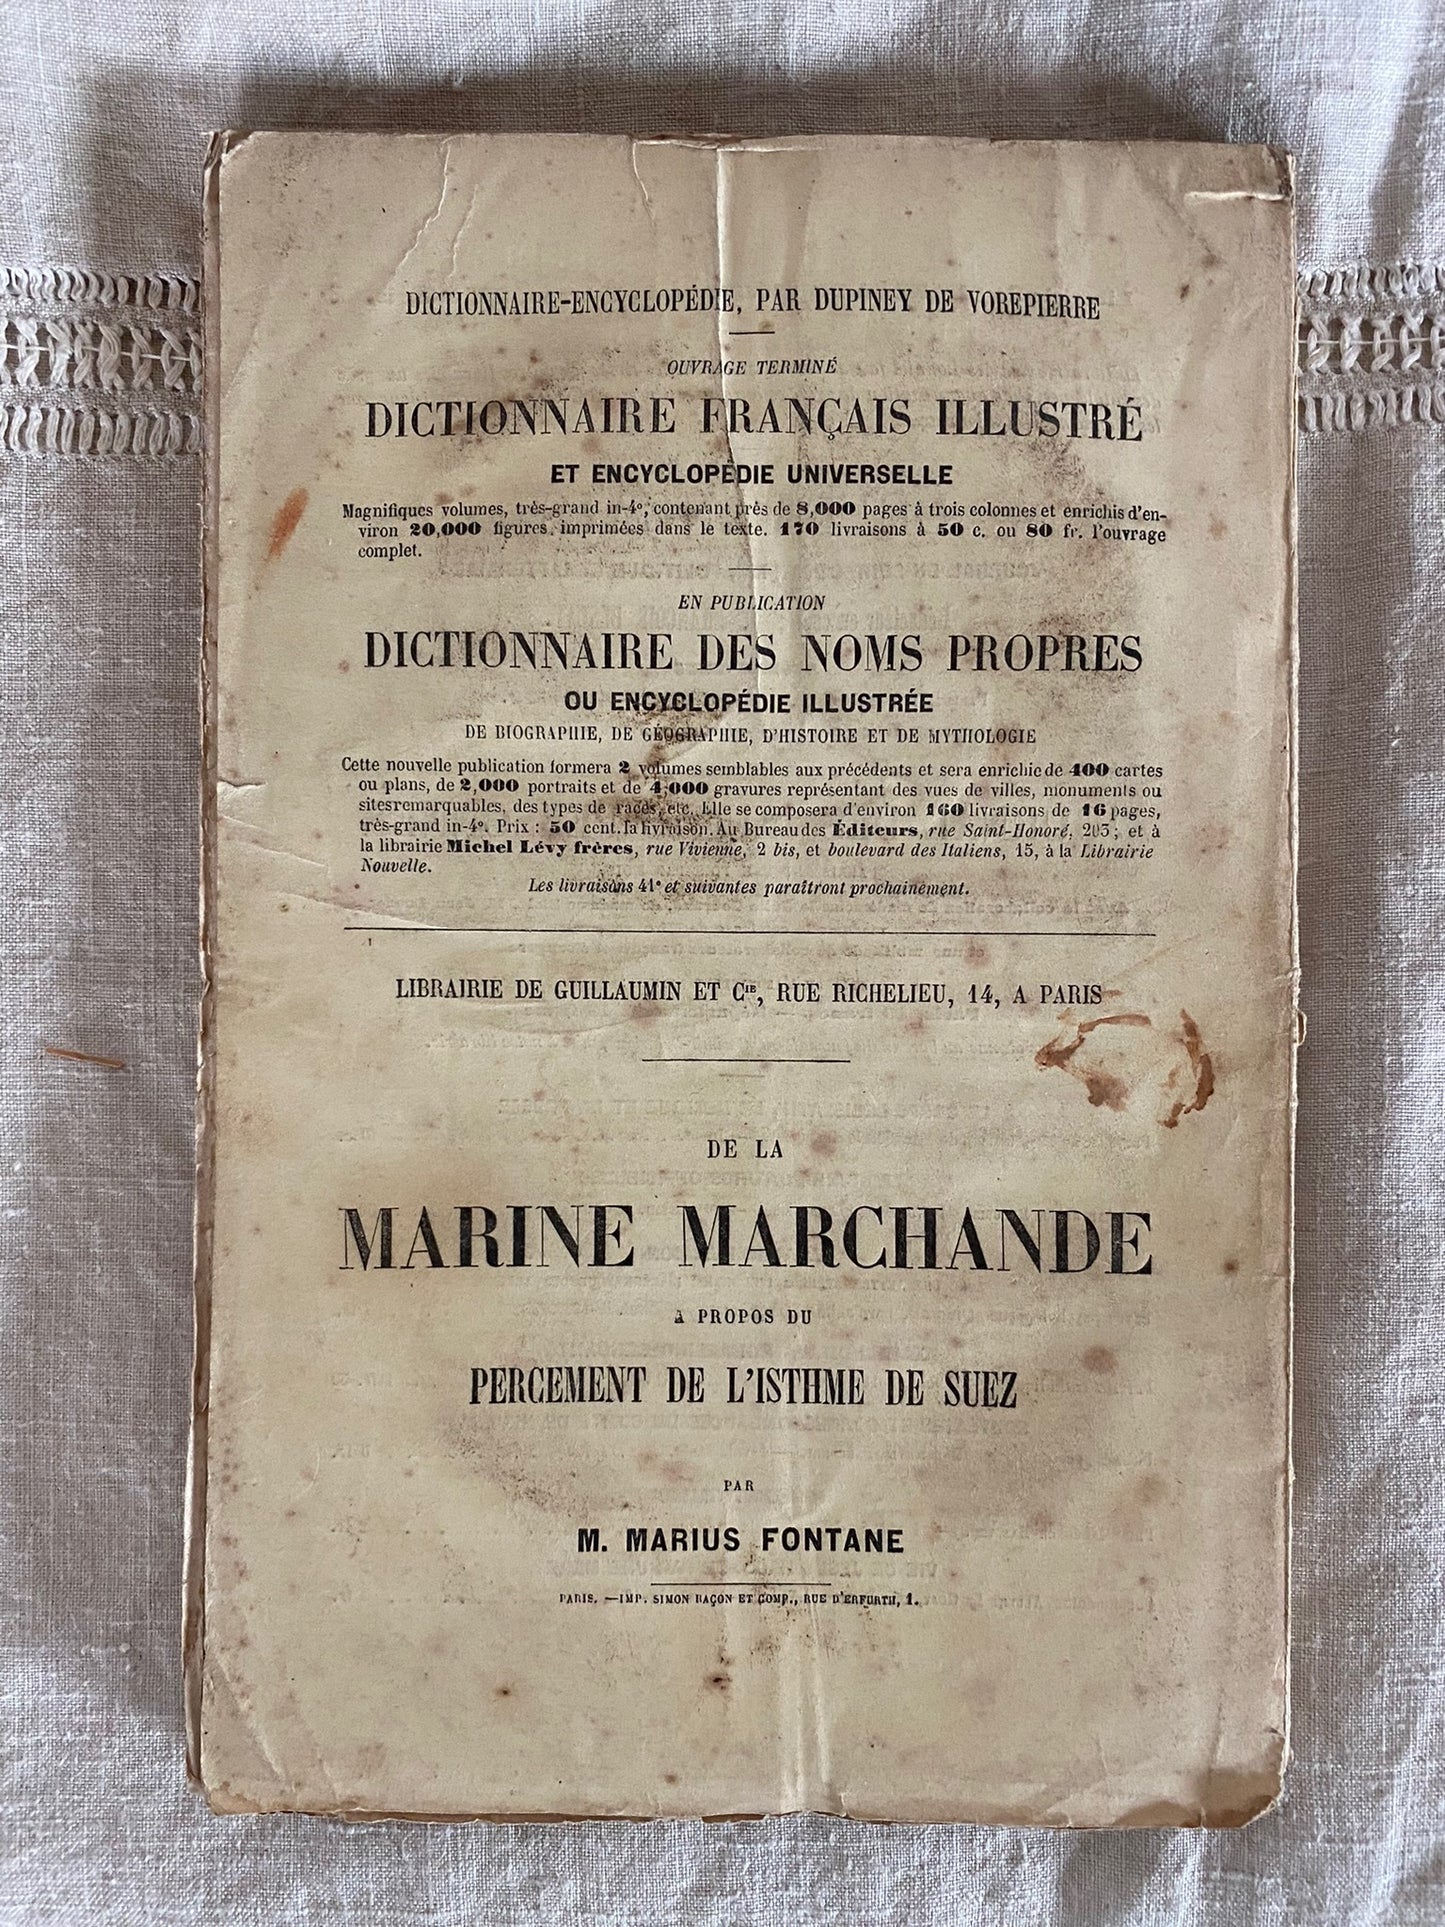 DICTIONNAIRE-ENCYCLOPÉDIE, PAR DUPINEY DE VOREPIERRE
OUVRAGE TERMINÉ
DICTIONNAIRE FRANÇAIS ILLUSTRÉ
ET ENCYCLOPÉDIE UNIVERSELLE
Magnifiques volumes, très-grand in-4°, contenant près de 8,000 pages à trois colonnes et enrichis d'en-
viron 20,000 figures imprimées dans le texte. 170 livraisons à 50 c. ou 80 fr. l'ouvrage
complet.
EN PUBLICATION
DICTIONNAIRE DES NOMS PROPRES
OU ENCYCLOPÉDIE ILLUSTRÉE
DE BIOGRAPHIE, DE GÉOGRAPHIE, D'HISTOIRE ET DE MYTHOLOGIE
Cette nouvelle publication formera 2 volumes semblables aux précédents et sera enrichie de 400 cartes
ou plans, de 2,000 portraits et de 4,000 gravures représentant des vues de villes, monuments ou
sites remarquables, des types de races, etc. Elle se composera d'environ 160 livraisons de 16 pages,
très-grand in-4°. Prix : 50 cent. la livraison. Au Bureau des Éditeurs, rue Saint-Honoré, 203; et à
la librairie Michel Lévy frères, rue Vivienne, 2 bis, et boulevard des Italiens, 15, à la Librairie
Nouvelle.
Les livraisons 41e et suivantes paraîtront prochainement.
LIBRAIRIE DE GUILLAUMIN ET CIE, RUE RICHELIEU, 14, A PARIS
DE LA
MARINE MARCHANDE
A PROPOS DU
PERCEMENT DE L'ISTHME DE SUEZ
PAR
M. MARIUS FONTANE
PARIS. —IMP. SIMON RAÇON ET COMP., RUE D'ERFURTH, 1.